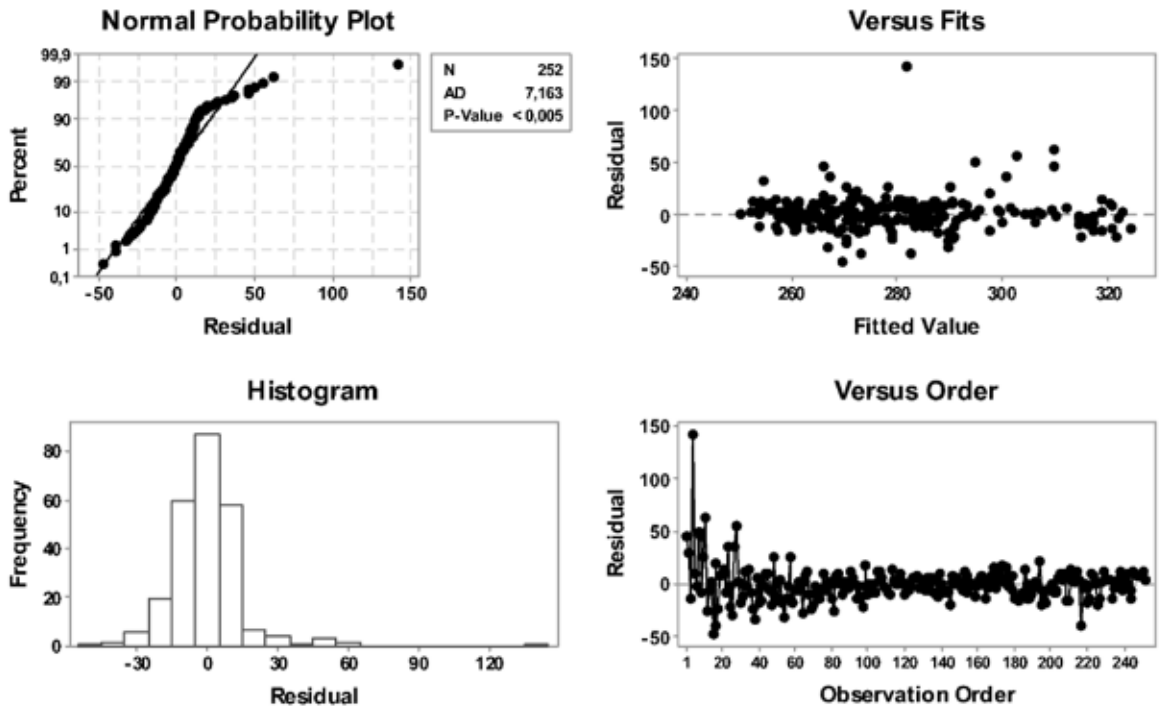 Normal Probability Plot
99,9
99
90
50
10
1
0,1
Percent
-50 0 50 100 150
Residual
N 252
AD 7,163
P-Value < 0,005
Versus Fits
150
100
50
0
-50
Residual
240 260 280 300 320
Fitted Value
Histogram
80
60
40
20
0
Frequency
-30 0 30 60 90 120
Residual
Versus Order
150
100
50
0
-50
Residual
1 20 40 60 80 100 120 140 160 180 200 220 240
Observation Order